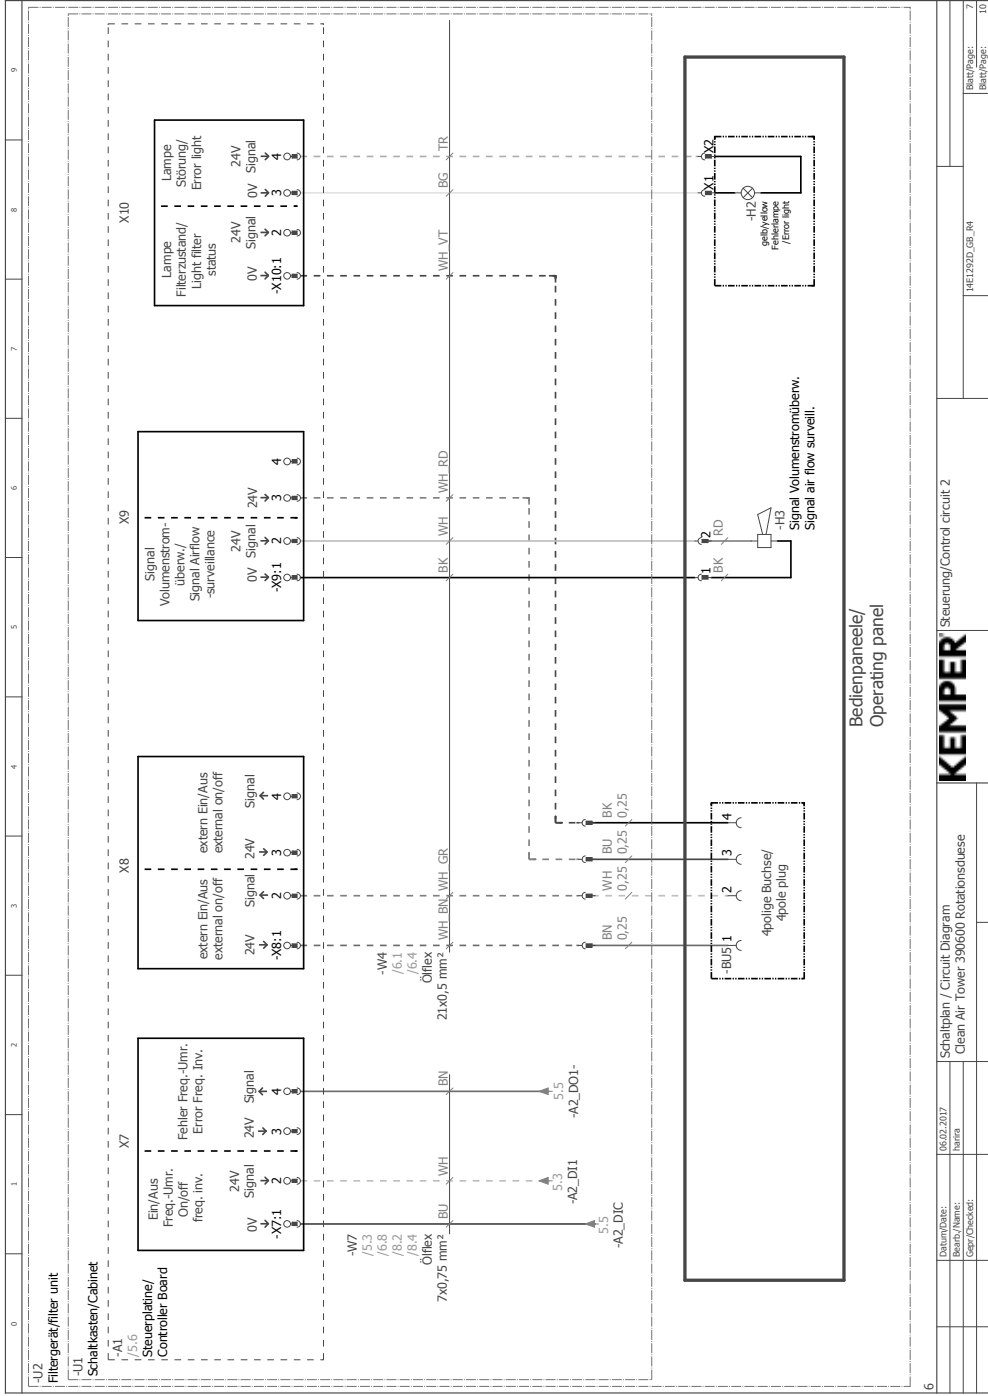 0 1 2 3 4 5 6 7 8 9
-U2
Filtergerät/filter unit
-U1
Schaltkasten/Cabinet
-A1
/5.6
Steuerplatine/
Controller Board
X7
Ein/Aus
Freq.-Umr.
On/off
freq. inv.
Fehler Freq.-Umr.
Error Freq. Inv.
0V
24V
Signal
24V
Signal
-X7:1
2
3
4
X8
extern Ein/Aus
external on/off
extern Ein/Aus
external on/off
24V
Signal
24V
Signal
-X8:1
2
3
4
X9
Signal
Volumenstrom-
überw./
Signal Airflow
-surveillance
0V
24V
Signal
24V
-X9:1
2
3
4
X10
Lampe
Filterzustand/
Light filter
status
Lampe
Störung/
Error light
0V
24V
Signal
0V
24V
Signal
-X10:1
2
3
4
-W7
/5.3
/6.8
/8.2
/8.4
Ölflex
7x0,75 mm²
BU
WH
BN
-W4
/6.1
/6.4
Ölflex
21x0,5 mm²
WH BN
WH GR
BK
WH
WH RD
WH VT
BG
TR
5.5
-A2_DIC
5.3
-A2_DI1
5.5
-A2_DO1-
BN
0,25
WH
0,25
BU
0,25
BK
0,25
-BU5
1
2
3
4
4polige Buchse/
4pole plug
1
2
BK
RD
-H3
Signal Volumenstromüberw.
Signal air flow surveill.
X1
X2
-H2
gelb/yellow
Fehlerlampe
/Error light
Bedienpaneele/
Operating panel
6
Datum/Date:
06.02.2017
Bearb./Name:
harira
Gepr/Checked:
Schaltplan / Circuit Diagram
Clean Air Tower 390600 Rotationsduese
KEMPER
Steuerung/Control circuit 2
14E1292D_GB_R4
Blatt/Page: 7
Blatt/Page: 10